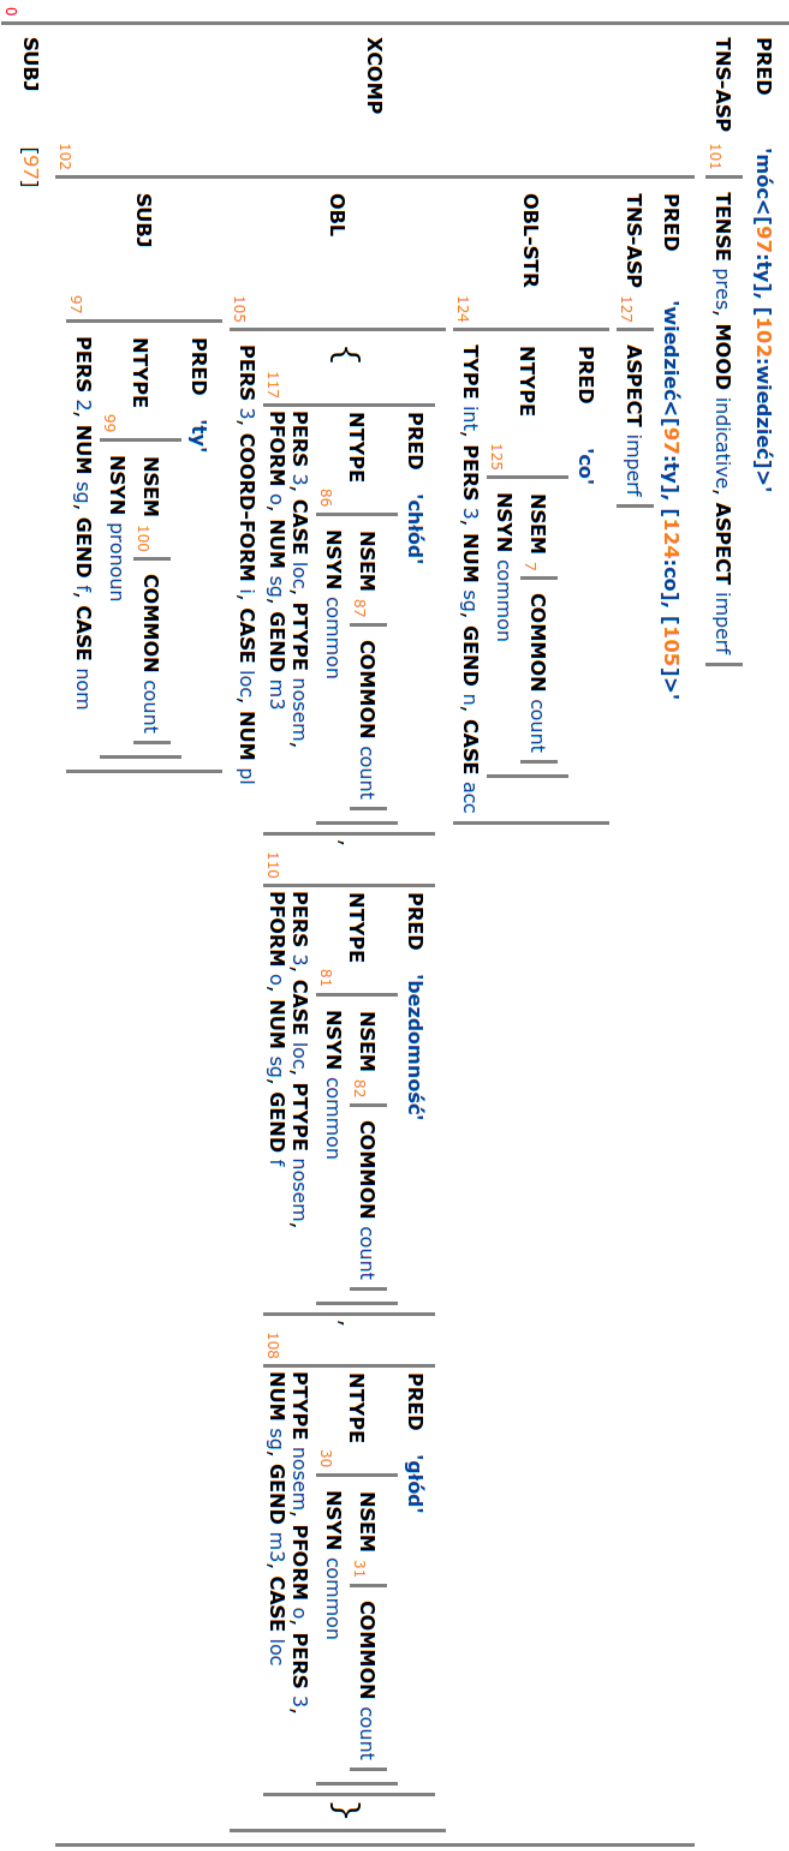 PRED 'móc<[97:ty], [102:wiedzieć]>'
TNS-ASP 101 TENSE pres, MOOD indicative, ASPECT imperf
PRED 'wiedzieć<[97:ty], [124:co], [105]>'
TNS-ASP 127 ASPECT imperf
PRED 'co'
OBL-STR NTYPE NSEM 7 COMMON count
125 NSYN common
124 TYPE int, PERS 3, NUM sg, GEND n, CASE acc
PRED 'chłód' PRED 'bezdomność' PRED 'głód'
XCOMP OBL { NTYPE NSEM 87 COMMON count , NTYPE NSEM 82 COMMON count , NTYPE NSEM 31 COMMON count }
86 NSYN common 81 NSYN common 30 NSYN common
PERS 3, CASE loc, PTYPE nosem, PERS 3, CASE loc, PTYPE nosem, PTYPE nosem, PFORM o, PERS 3,
117 PFORM o, NUM sg, GEND m3 110 PFORM o, NUM sg, GEND f 108 NUM sg, GEND m3, CASE loc
105 PERS 3, COORD-FORM i, CASE loc, NUM pl
PRED 'ty'
SUBJ NTYPE NSEM 100 COMMON count
99 NSYN pronoun
97 PERS 2, NUM sg, GEND f, CASE nom
102
SUBJ [97]
0